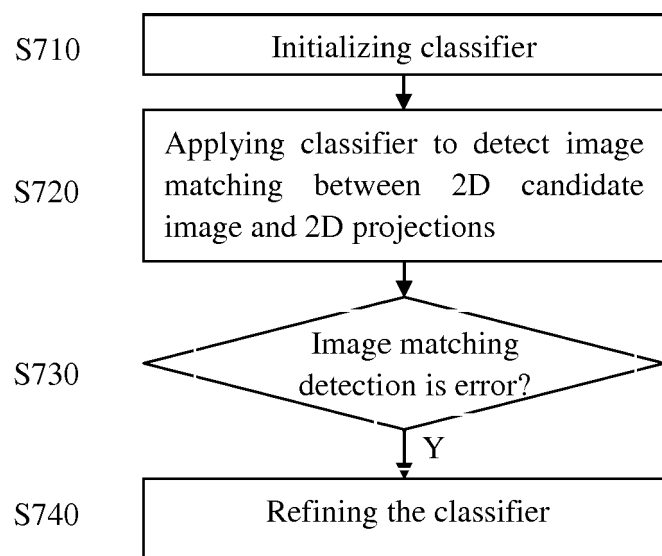 S710
Initializing classifier
S720
Applying classifier to detect image
matching between 2D candidate
image and 2D projections
S730
Image matching
detection is error?
Y
S740
Refining the classifier